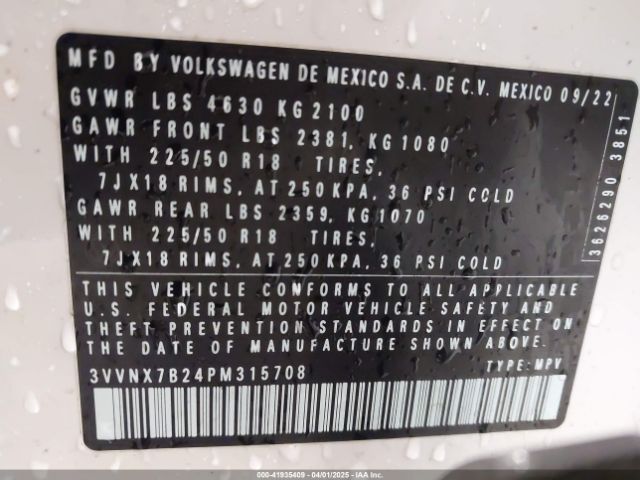 MFD BY VOLKSWAGEN DE MEXICO S.A. DE C.V. MEXICO 09/22
GVWR LBS 4630 KG 2100
GAWR FRONT LBS 2381, KG 1080
WITH 225/50 R18 TIRES,
7JX18 RIMS, AT 250 KPA, 36 PSI COLD
GAWR REAR LBS 2359, KG 1070
WITH 225/50 R18 TIRES,
7JX18 RIMS, AT 250 KPA, 36 PSI COLD
3626290 3851
THIS VEHICLE CONFORMS TO ALL APPLICABLE
U.S. FEDERAL MOTOR VEHICLE SAFETY AND
THEFT PREVENTION STANDARDS IN EFFECT ON
THE DATE OF MANUFACTURE SHOWN ABOVE.
3VVNX7B24PM315708 TYPE: MPV
000-41935409 - 04/01/2025 - IAAI.COM